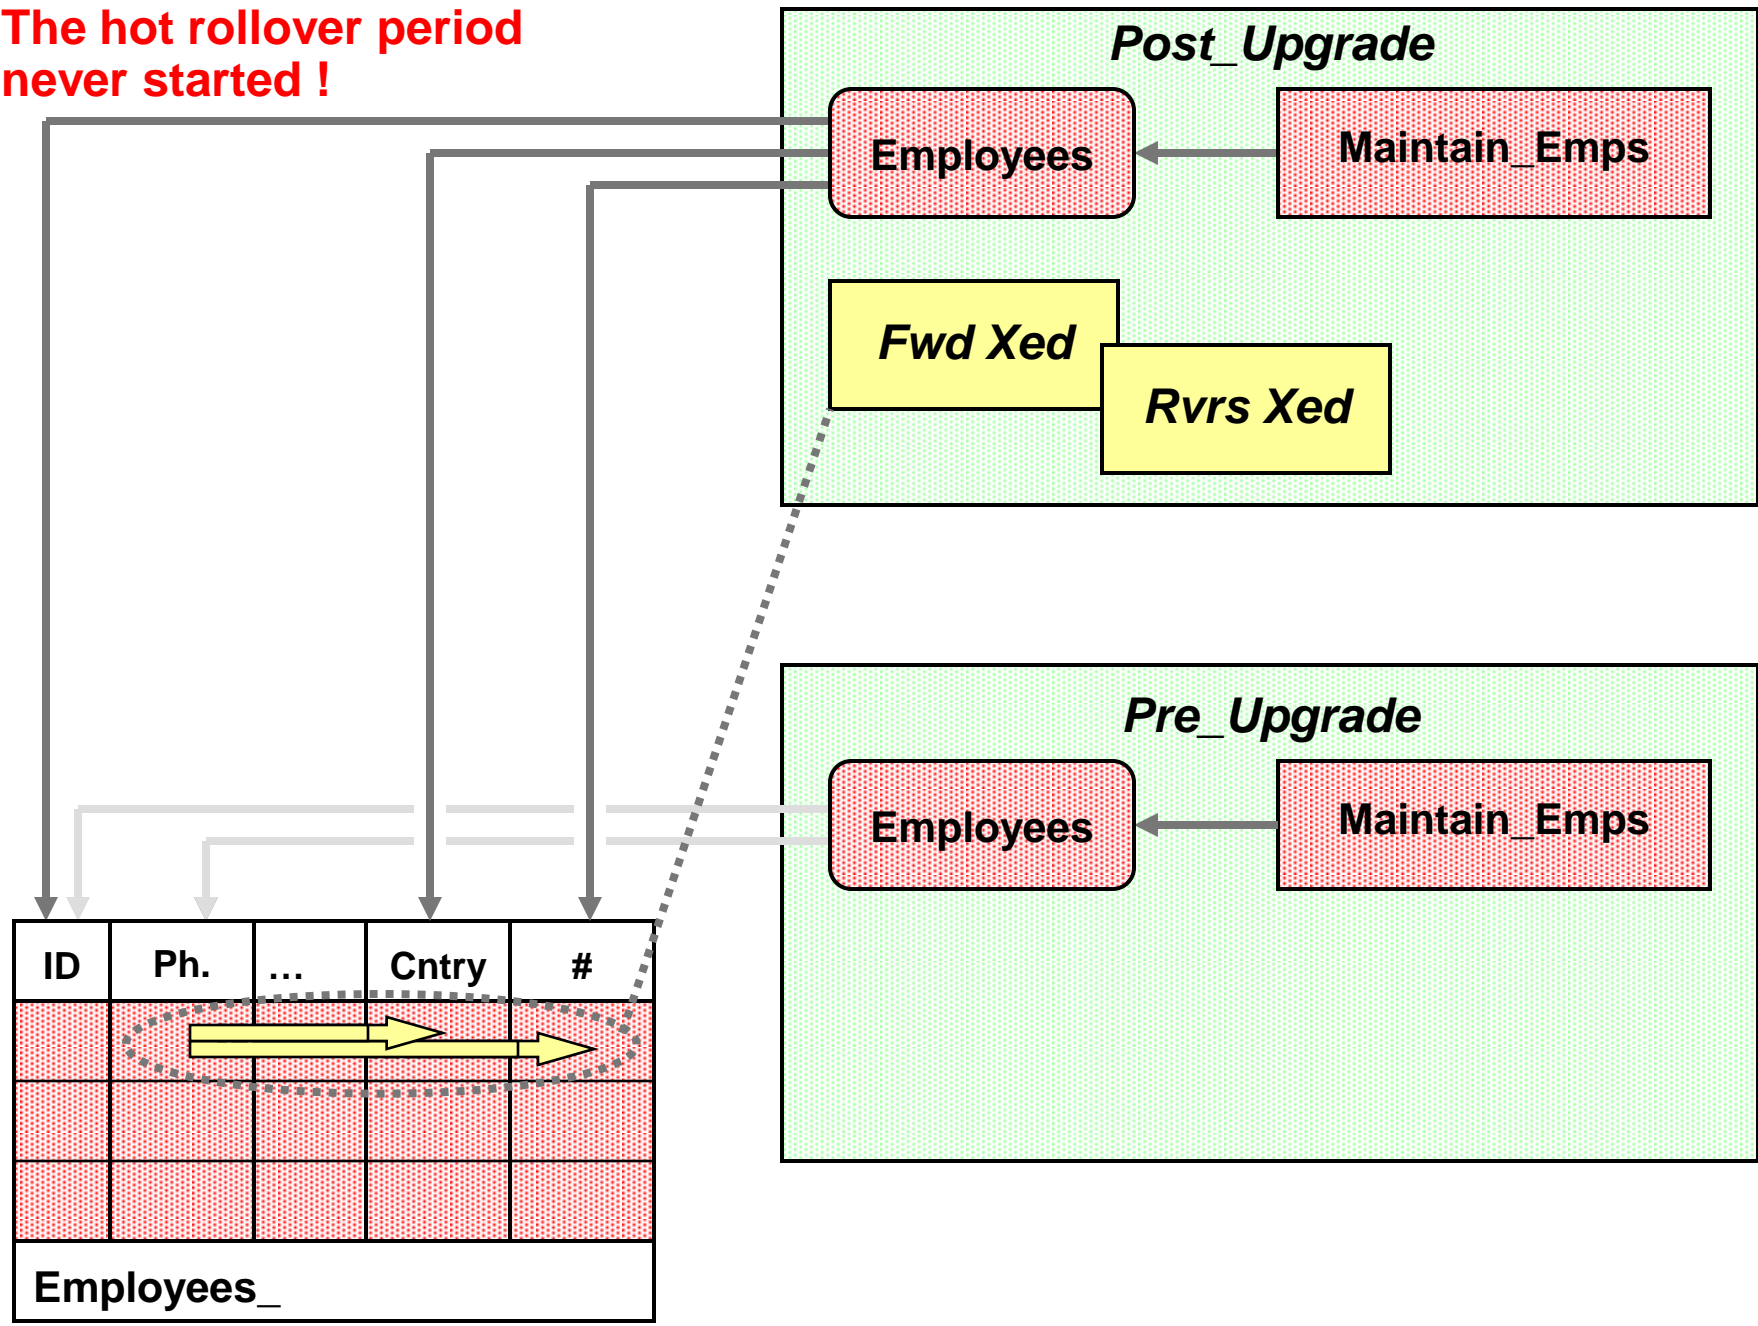 The hot rollover period
never started !
Post_Upgrade
Employees
Maintain_Emps
Fwd Xed
Rvrs Xed
Pre_Upgrade
Employees
Maintain_Emps
ID Ph. … Cntry #
Employees_